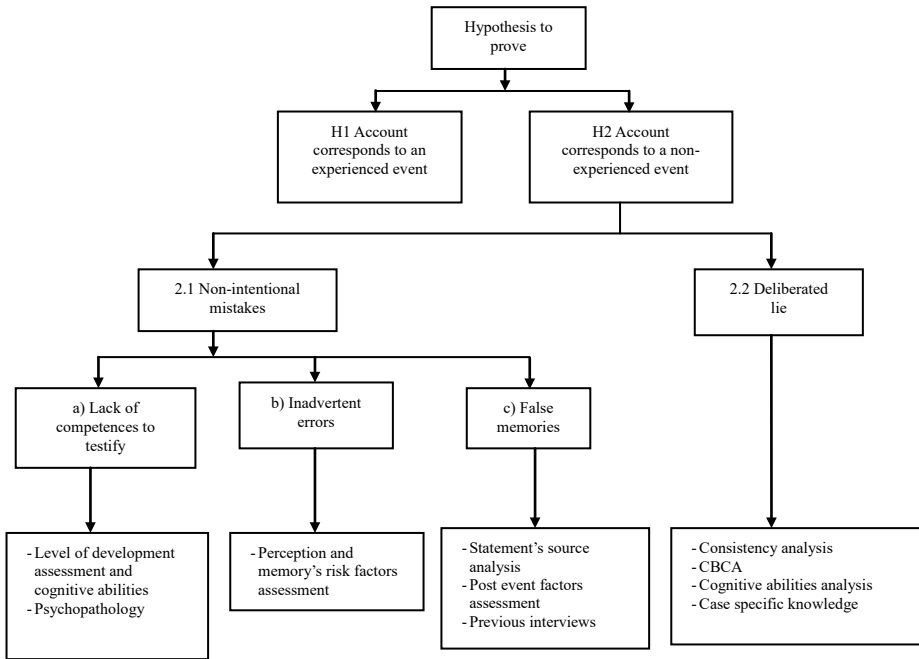 Hypothesis to
prove
H1 Account
corresponds to an
experienced event
H2 Account
corresponds to a non-
experienced event
2.1 Non-intentional
mistakes
2.2 Deliberated
lie
a) Lack of
competences to
testify
b) Inadvertent
errors
c) False
memories
- Level of development
assessment and
cognitive abilities
- Psychopathology
- Perception and
memory's risk factors
assessment
- Statement's source
analysis
- Post event factors
assessment
- Previous interviews
- Consistency analysis
- CBCA
- Cognitive abilities analysis
- Case specific knowledge